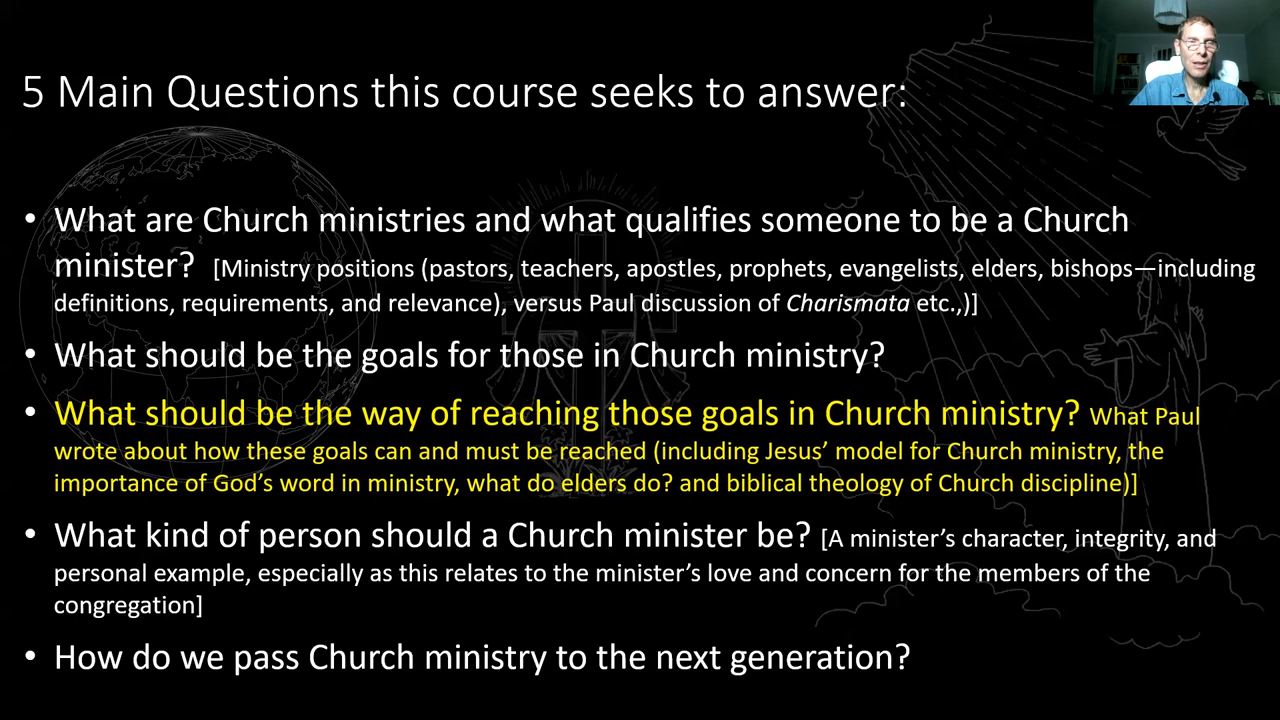 5 Main Questions this course seeks to answer:
• What are Church ministries and what qualifies someone to be a Church
minister? [Ministry positions (pastors, teachers, apostles, prophets, evangelists, elders, bishops—including
definitions, requirements, and relevance), versus Paul discussion of Charismata etc.,)]
• What should be the goals for those in Church ministry?
• What should be the way of reaching those goals in Church ministry? What Paul
wrote about how these goals can and must be reached (including Jesus’ model for Church ministry, the
importance of God’s word in ministry, what do elders do? and biblical theology of Church discipline)]
• What kind of person should a Church minister be? [A minister’s character, integrity, and
personal example, especially as this relates to the minister’s love and concern for the members of the
congregation]
• How do we pass Church ministry to the next generation?